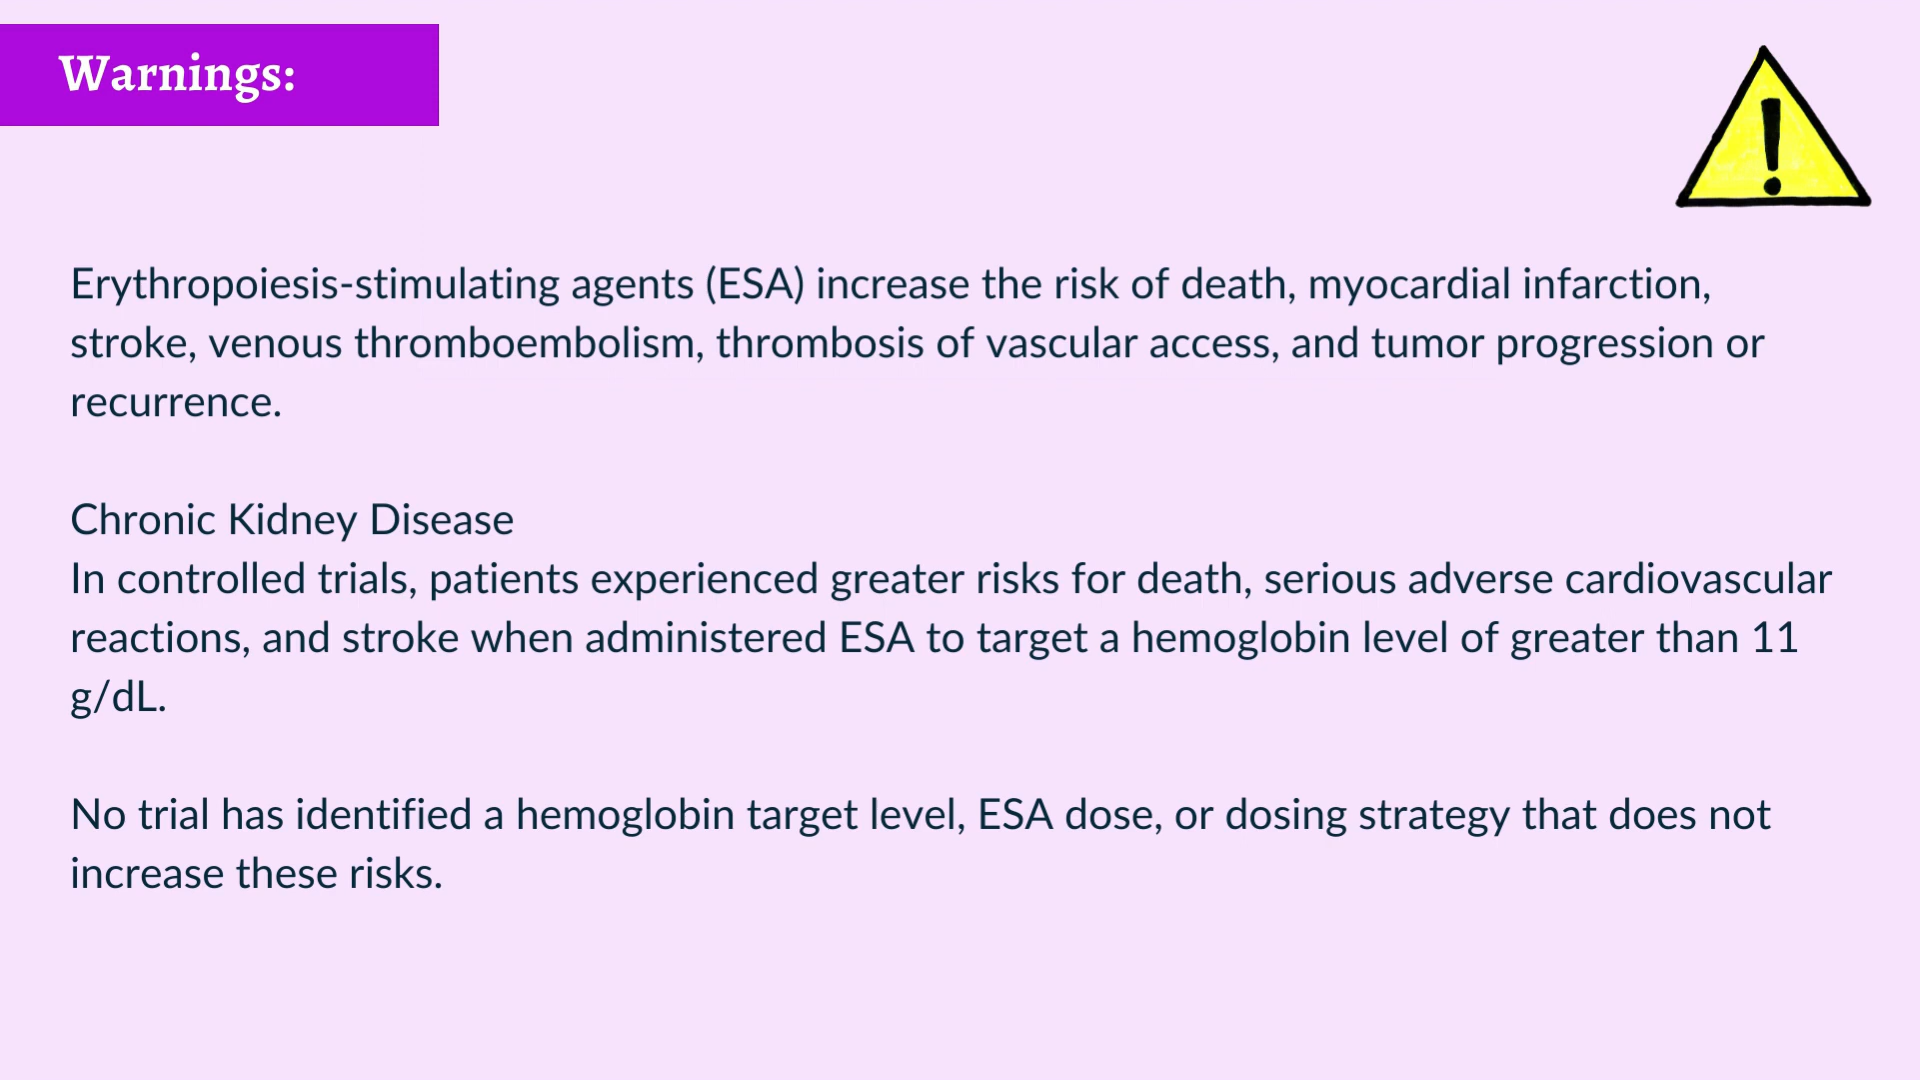 Warnings:
Erythropoiesis-stimulating agents (ESA) increase the risk of death, myocardial infarction,
stroke, venous thromboembolism, thrombosis of vascular access, and tumor progression or
recurrence.
Chronic Kidney Disease
In controlled trials, patients experienced greater risks for death, serious adverse cardiovascular
reactions, and stroke when administered ESA to target a hemoglobin level of greater than 11
g/dL.
No trial has identified a hemoglobin target level, ESA dose, or dosing strategy that does not
increase these risks.